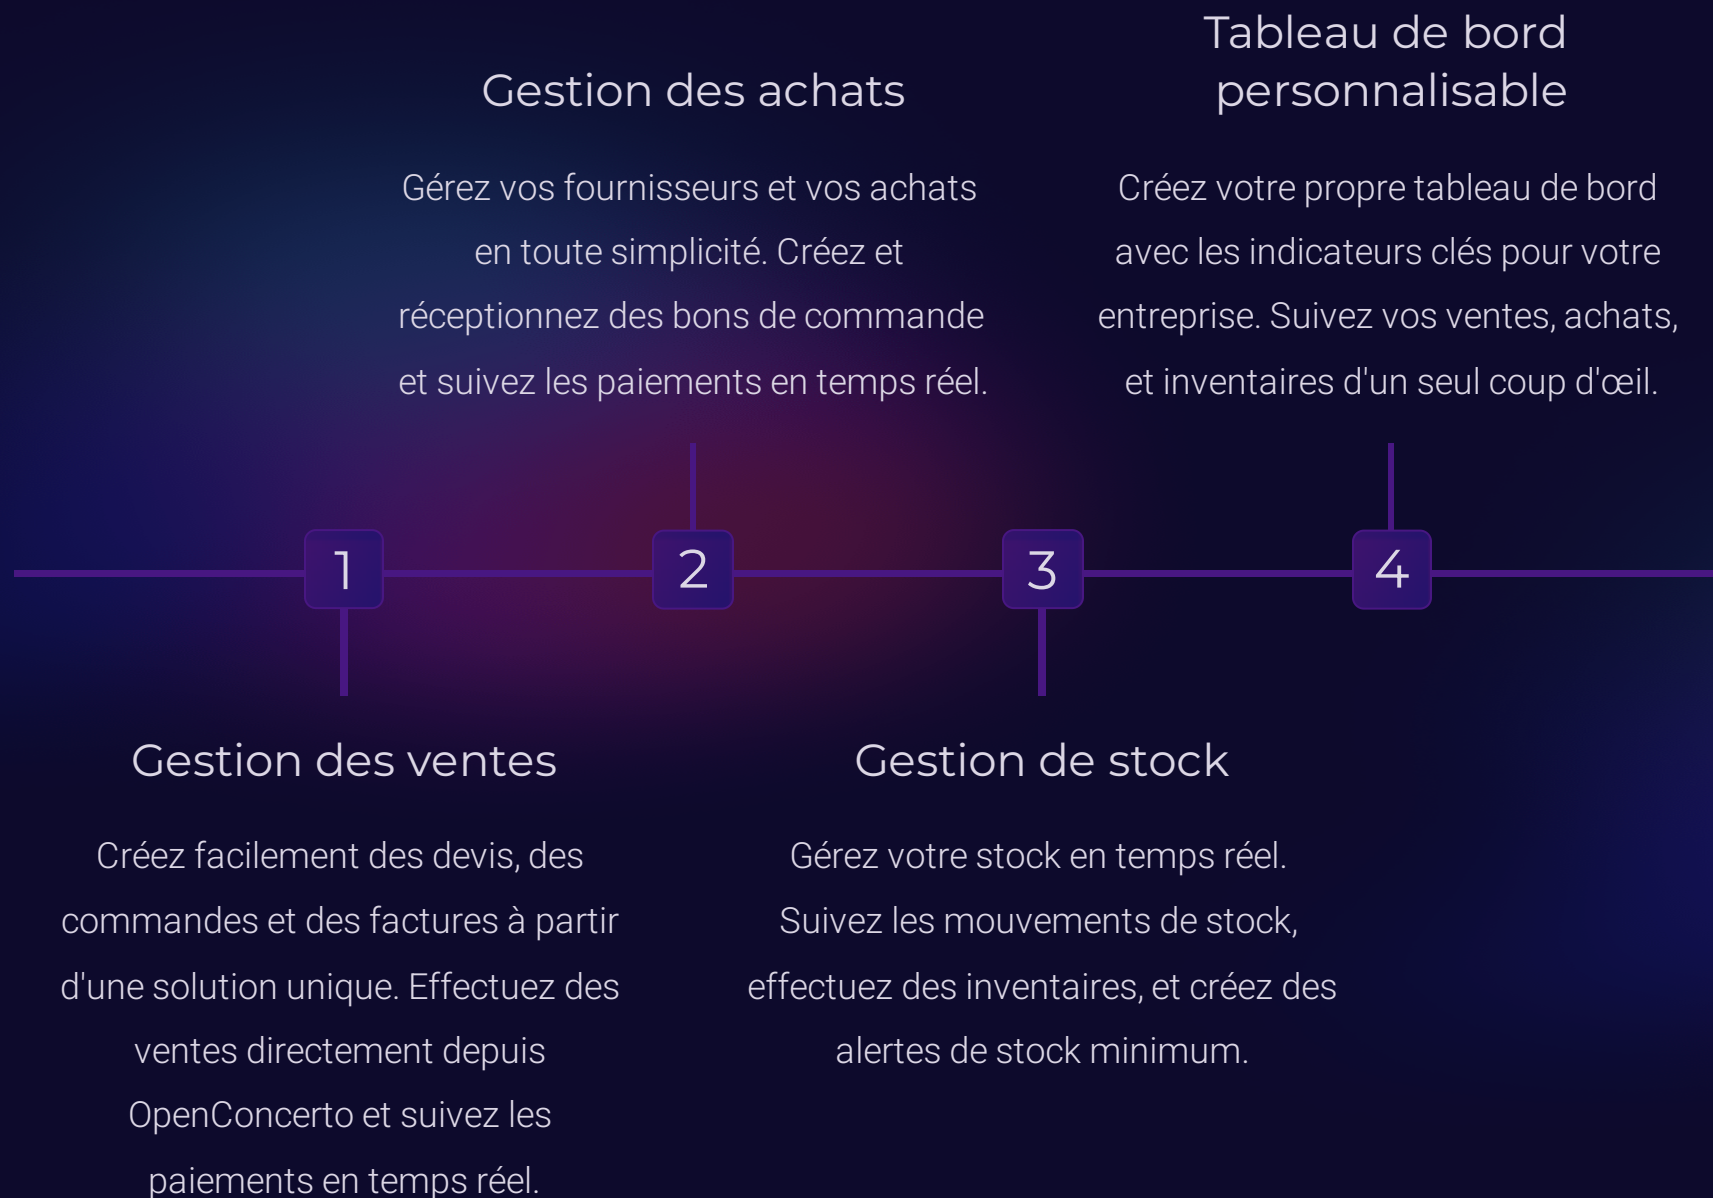 Gestion des ventes
1
Créez facilement des devis, des
commandes et des factures à partir
d'une solution unique. Effectuez des
ventes directement depuis
OpenConcerto et suivez les
paiements en temps réel.
Gestion des achats
Gérez vos fournisseurs et vos achats
en toute simplicité. Créez et
réceptionnez des bons de commande
et suivez les paiements en temps réel.
2
3
Gestion de stock
Gérez votre stock en temps réel.
Suivez les mouvements de stock,
effectuez des inventaires, et créez des
alertes de stock minimum.
Tableau de bord
personnalisable
Créez votre propre tableau de bord
avec les indicateurs clés pour votre
entreprise. Suivez vos ventes, achats,
et inventaires d'un seul coup d'œil.
4